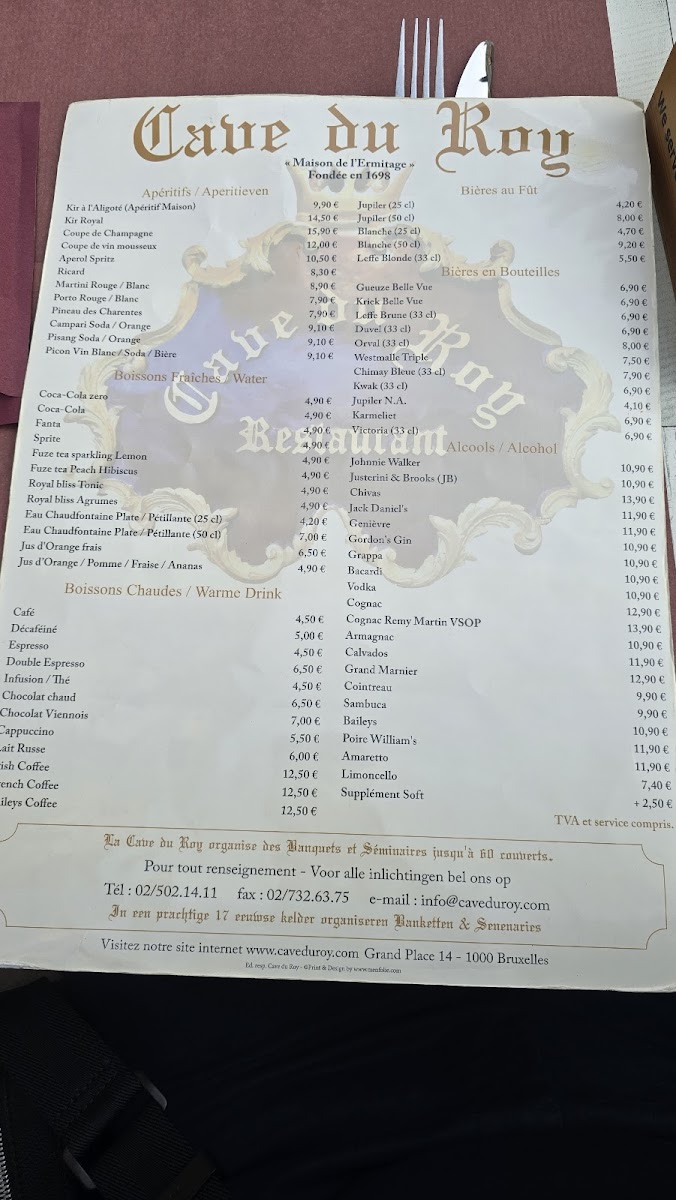 Cave du Roy
« Maison de l'Ermitage »
Fondée en 1698
Apéritifs / Aperitieven
Kir à l'Aligoté (Apéritif Maison) 9,90 €
Kir Royal 14,50 €
Coupe de Champagne 15,90 €
Coupe de vin mousseux 12,00 €
Aperol Spritz 10,50 €
Ricard 8,30 €
Martini Rouge / Blanc 8,90 €
Porto Rouge / Blanc 7,90 €
Pineau des Charentes 7,90 €
Campari Soda / Orange 9,10 €
Pisang Soda / Orange 9,10 €
Picon Vin Blanc / Soda / Bière 9,10 €
Boissons Fraîches / Water
Coca-Cola zero 4,90 €
Coca-Cola 4,90 €
Fanta 4,90 €
Sprite 4,90 €
Fuze tea sparkling Lemon 4,90 €
Fuze tea Peach Hibiscus 4,90 €
Royal bliss Tonic 4,90 €
Royal bliss Agrumes 4,90 €
Eau Chaudfontaine Plate / Pétillante (25 cl) 4,20 €
Eau Chaudfontaine Plate / Pétillante (50 cl) 7,00 €
Jus d'Orange frais 6,50 €
Jus d'Orange / Pomme / Fraise / Ananas 4,90 €
Boissons Chaudes / Warme Drink
Café 4,50 €
Décaféiné 5,00 €
Espresso 4,50 €
Double Espresso 6,50 €
Infusion / Thé 4,50 €
Chocolat chaud 6,50 €
Chocolat Viennois 7,00 €
Cappuccino 5,50 €
ait Russe 6,00 €
ish Coffee 12,50 €
ench Coffee 12,50 €
ileys Coffee 12,50 €
Bières au Fût
Jupiler (25 cl) 4,20 €
Jupiler (50 cl) 8,00 €
Blanche (25 cl) 4,70 €
Blanche (50 cl) 9,20 €
Leffe Blonde (33 cl) 5,50 €
Bières en Bouteilles
Gueuze Belle Vue 6,90 €
Kriek Belle Vue 6,90 €
Leffe Brune (33 cl) 6,90 €
Duvel (33 cl) 6,90 €
Orval (33 cl) 8,00 €
Westmalle Triple 7,50 €
Chimay Bleue (33 cl) 7,90 €
Kwak (33 cl) 6,90 €
Jupiler N.A. 4,10 €
Karmeliet 6,90 €
Victoria (33 cl) 6,90 €
Alcools / Alcohol
Johnnie Walker 10,90 €
Justerini & Brooks (JB) 10,90 €
Chivas 13,90 €
Jack Daniel's 11,90 €
Genièvre 11,90 €
Gordon's Gin 10,90 €
Grappa 10,90 €
Bacardi 10,90 €
Vodka 10,90 €
Cognac 12,90 €
Cognac Remy Martin VSOP 13,90 €
Armagnac 10,90 €
Calvados 11,90 €
Grand Marnier 12,90 €
Cointreau 9,90 €
Sambuca 9,90 €
Baileys 10,90 €
Poire William's 11,90 €
Amaretto 11,90 €
Limoncello 7,40 €
Supplément Soft + 2,50 €
TVA et service compris.
Cave du Roy
Restaurant
La Cave du Roy organise des Banquets et Séminaires jusqu'à 60 couverts.
Pour tout renseignement - Voor alle inlichtingen bel ons op
Tél : 02/502.14.11 fax : 02/732.63.75 e-mail : info@caveduroy.com
In een prachtige 17 eeuwse kelder organiseren Banketten & Senenaries
Visitez notre site internet www.caveduroy.com Grand Place 14 - 1000 Bruxelles
We serv